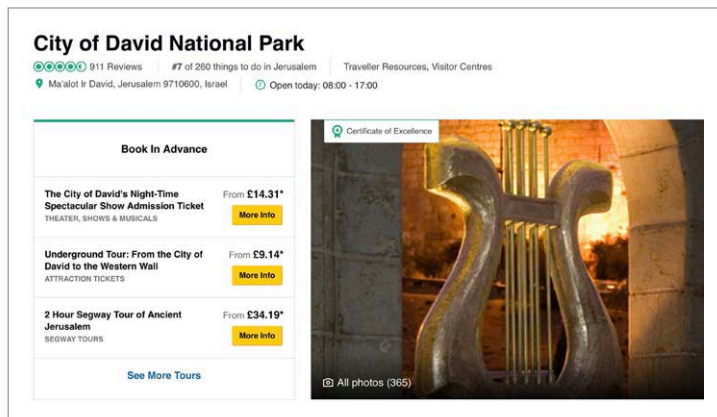 City of David National Park
911 Reviews #7 of 260 things to do in Jerusalem Traveller Resources, Visitor Centres
Ma'alot Ir David, Jerusalem 9710600, Israel Open today: 08:00 - 17:00
Book In Advance
The City of David's Night-Time From £14.31*
Spectacular Show Admission Ticket
THEATER, SHOWS & MUSICALS More Info
Underground Tour: From the City of From £9.14*
David to the Western Wall
ATTRACTION TICKETS More Info
2 Hour Segway Tour of Ancient From £34.19*
Jerusalem
SEGWAY TOURS More Info
See More Tours
Certificate of Excellence
All photos (365)